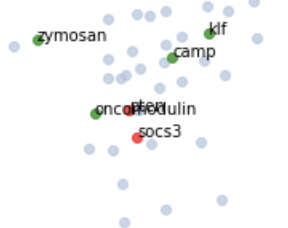 klf
zymosan
camp
pten
oncomodulin
socs3